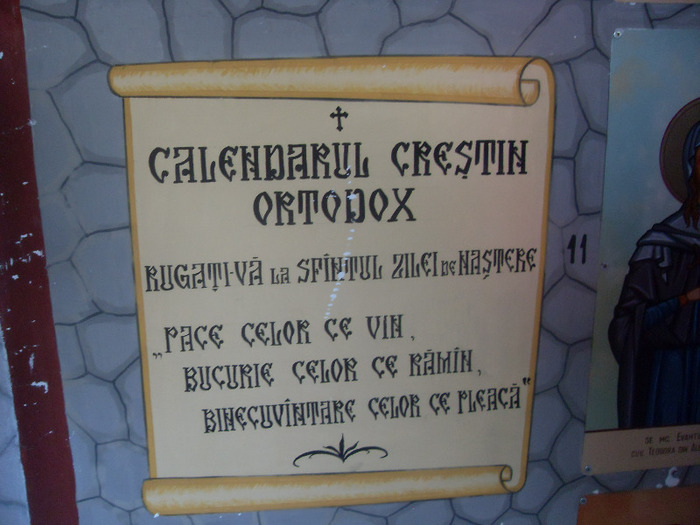 CALENDARUL CREȘTIN
ORTODOX
RUGAȚI-VĂ LA SFÎNTUL ZILEI DE NAȘTERE
„PACE CELOR CE VIN,
BUCURIE CELOR CE RĂMÎN,
BINECUVÎNTARE CELOR CE PLEACĂ"
11